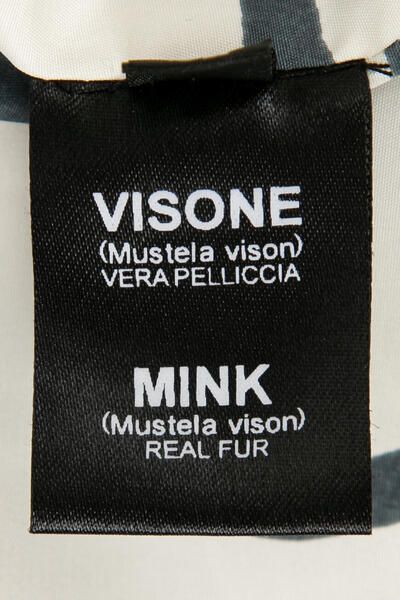 VISONE
(Mustela vison)
VERA PELLICCIA
MINK
(Mustela vison)
REAL FUR